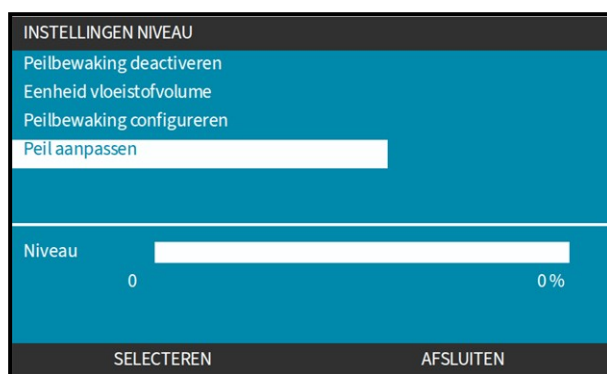 INSTELLINGEN NIVEAU
Peilbewaking deactiveren
Eenheid vloeistofvolume
Peilbewaking configureren
Peil aanpassen
Niveau
0 0 %
SELECTEREN AFSLUITEN